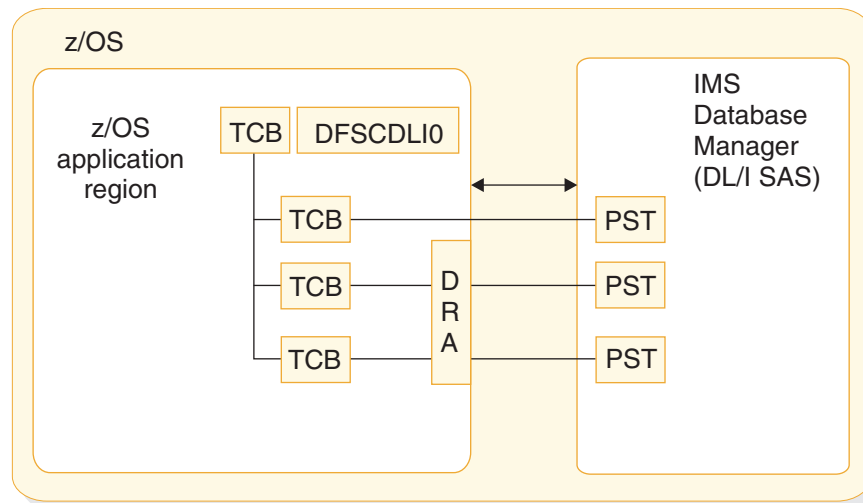 z/OS
z/OS
application
region
TCB
DFSCDLI0
TCB
TCB
TCB
D
R
A
IMS
Database
Manager
(DL/I SAS)
PST
PST
PST